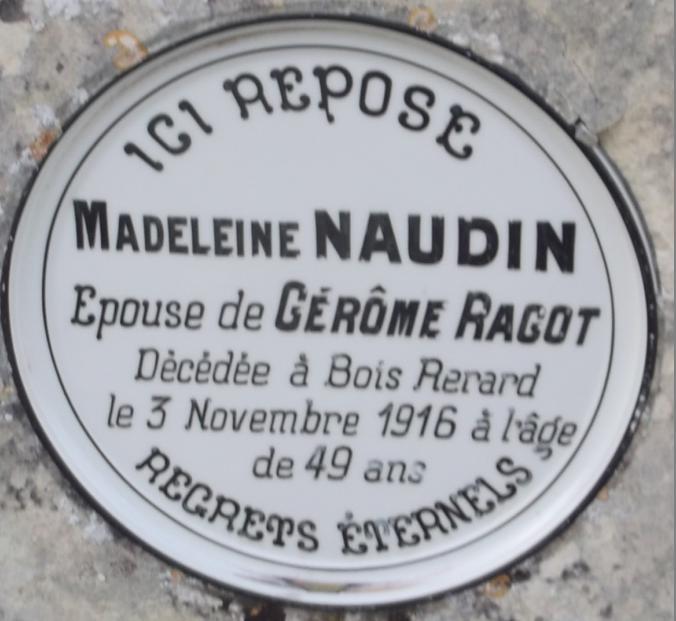 ICI REPOSE
MADELEINE NAUDIN
Epouse de GÉRÔME RAGOT
Dècédée à Bois Rerard
le 3 Novembre 1916 à l'âge
de 49 ans
REGRETS ÉTERNELS